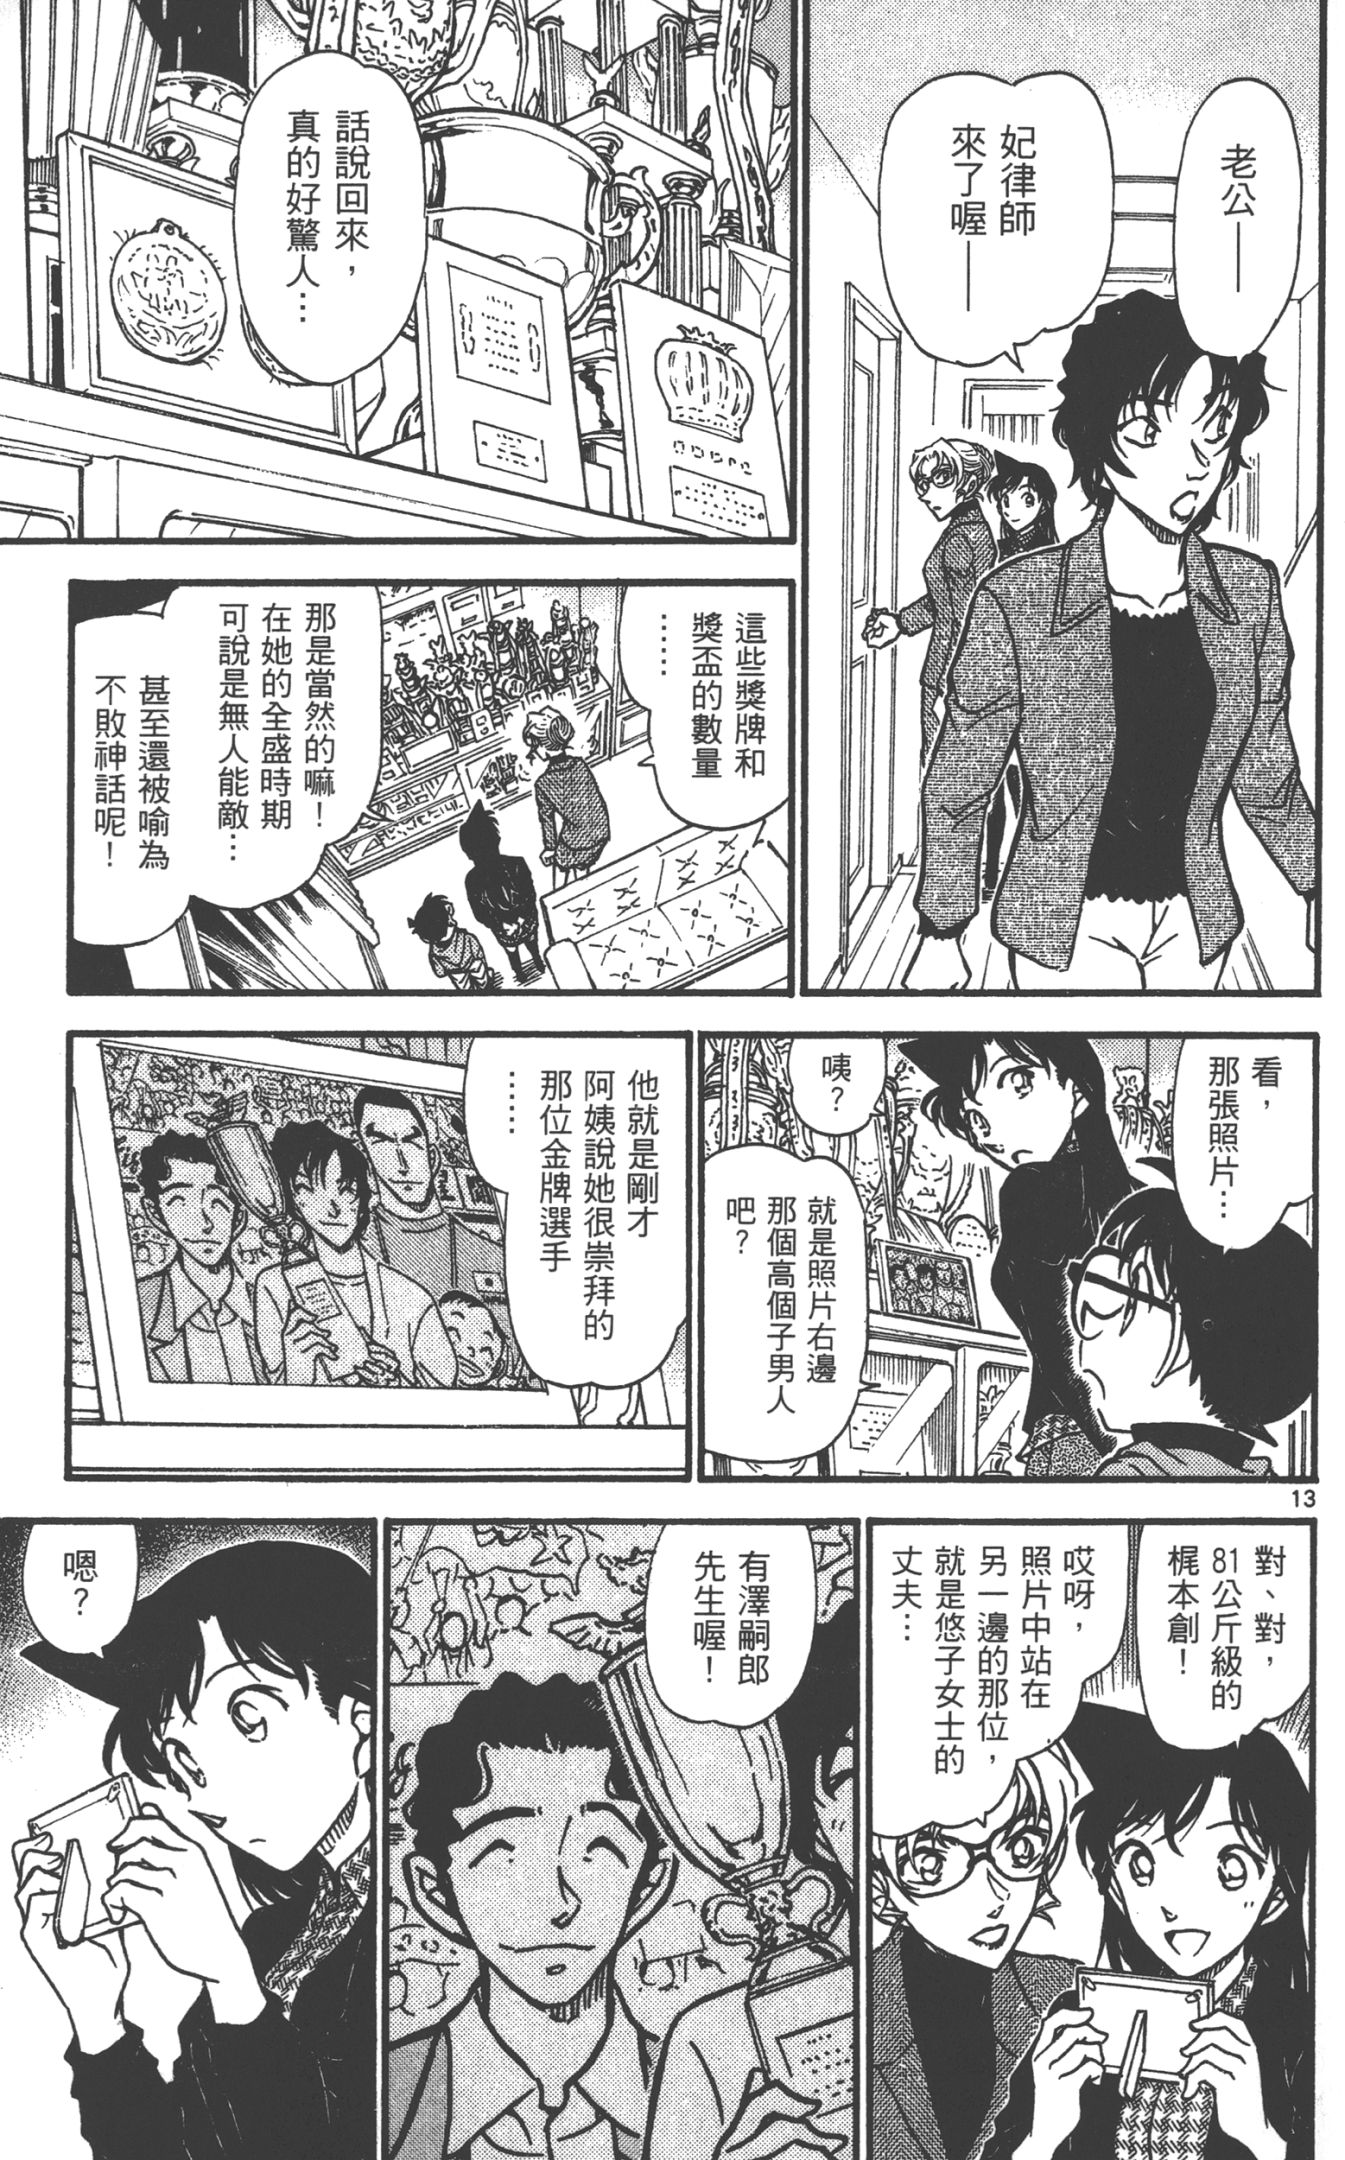 老公——
妃律師
來了喔——
話說回來，
真的好驚
人…
這些獎牌和
獎盃的數量
……
那是當然的嘛！
在她的全盛時期
可說是無人能敵…
甚至還被喻為
不敗神話呢！
看，
那張照片…
咦？
就是照片右邊
那個高個子男人
吧？
他就是剛才
阿姨說她很崇拜的
那位金牌選手
……
13
對、對，
81公斤級的
梶本創！
哎呀，
照片中站在
另一邊的那位，
就是悠子女士的
丈夫…
有澤嗣郎
先生喔！
嗯？